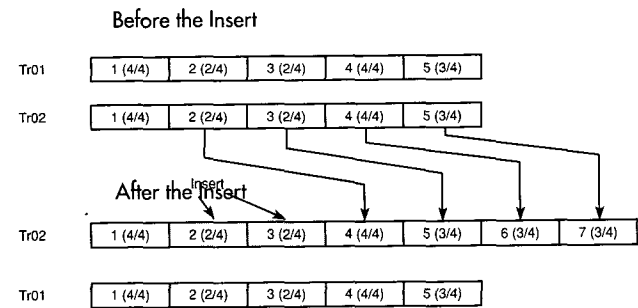 Before the Insert
Tr01 1 (4/4) 2 (2/4) 3 (2/4) 4 (4/4) 5 (3/4)
Tr02 1 (4/4) 2 (2/4) 3 (2/4) 4 (4/4) 5 (3/4)
Insert
After the Insert
Tr02 1 (4/4) 2 (2/4) 3 (2/4) 4 (4/4) 5 (3/4) 6 (3/4) 7 (3/4)
Tr01 1 (4/4) 2 (2/4) 3 (2/4) 4 (4/4) 5 (3/4)